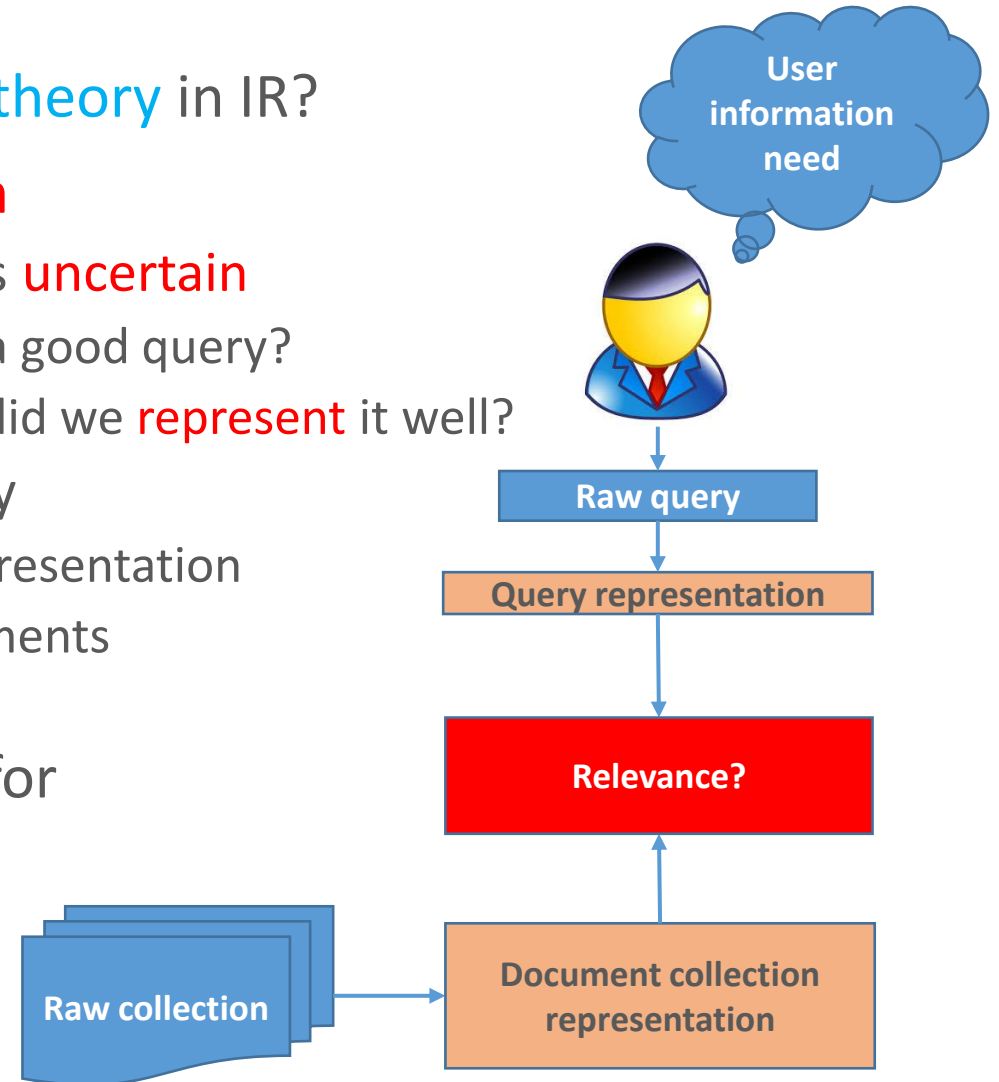 theory in IR?
uncertain
a good query?
did we represent it well?
resentation
ments
for
User
information
need
Raw query
Query representation
Relevance?
Document collection
representation
Raw collection